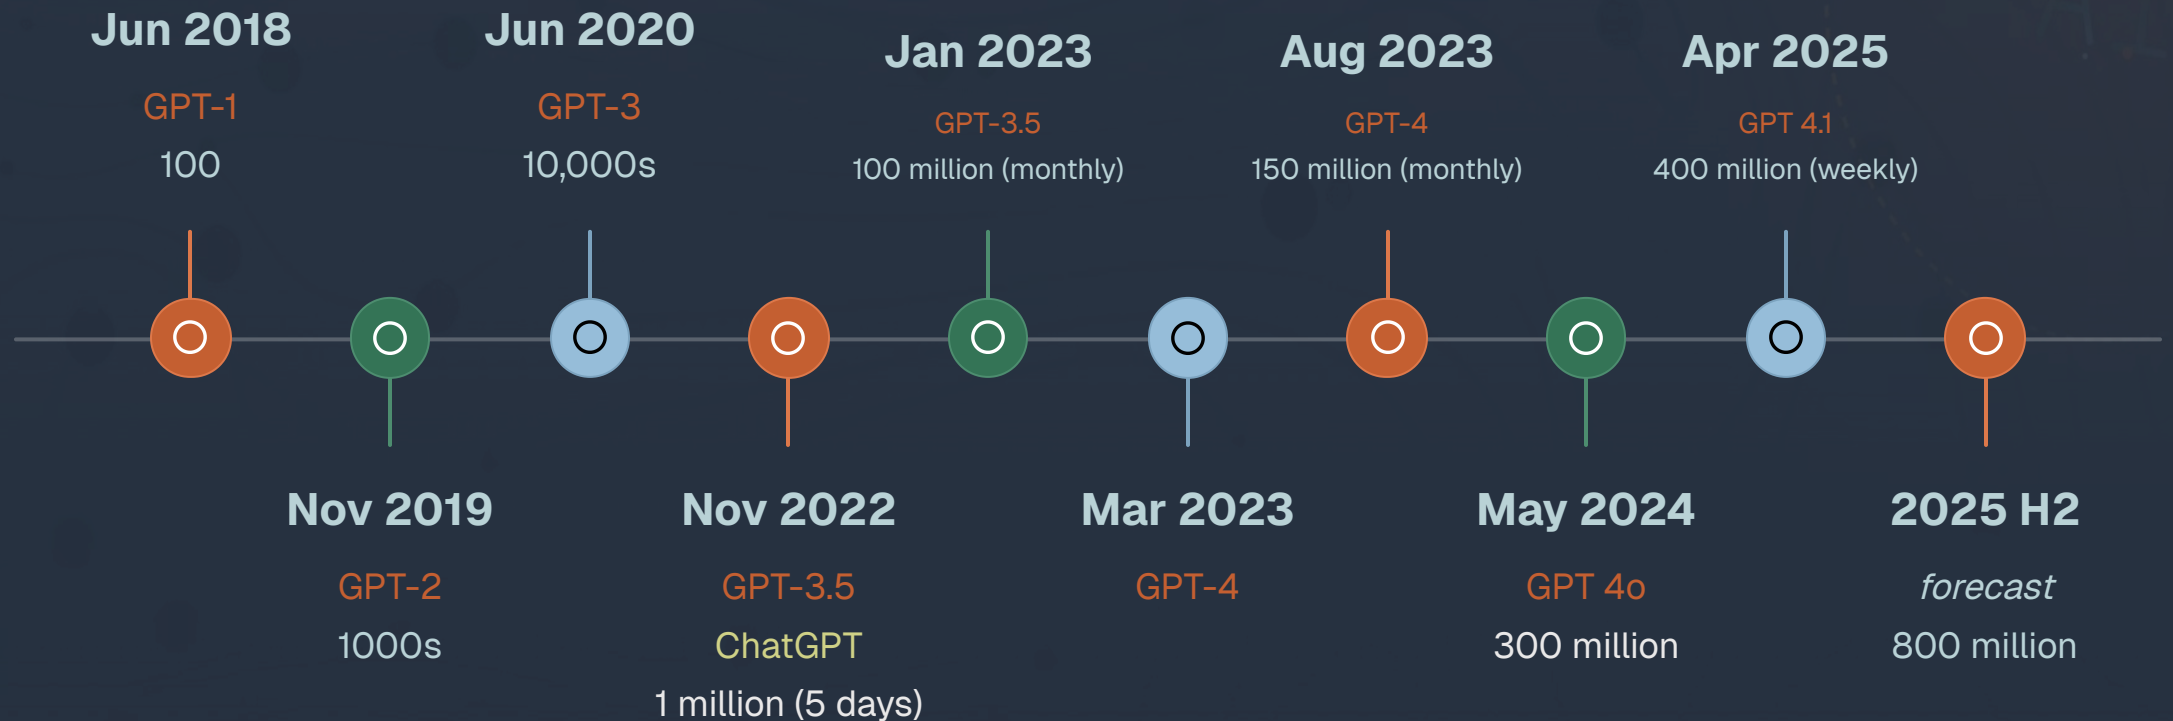 Jun 2018
GPT-1
100
Nov 2019
GPT-2
1000s
Jun 2020
GPT-3
10,000s
Nov 2022
GPT-3.5
ChatGPT
1 million (5 days)
Jan 2023
GPT-3.5
100 million (monthly)
Mar 2023
GPT-4
Aug 2023
GPT-4
150 million (monthly)
May 2024
GPT 4o
300 million
Apr 2025
GPT 4.1
400 million (weekly)
2025 H2
forecast
800 million